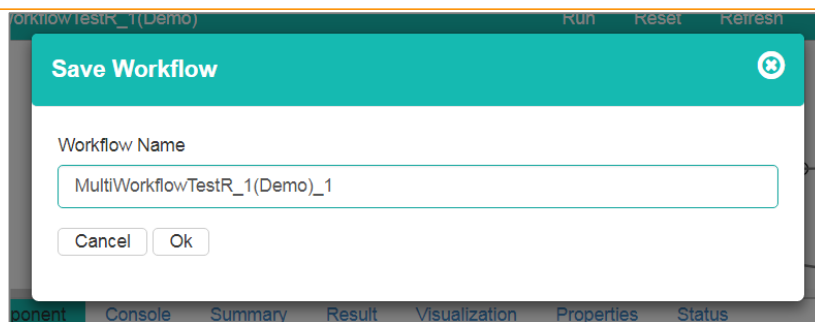 orkflowTestR_1(Demo) Run Reset Refresh
Save Workflow
Workflow Name
MultiWorkflowTestR_1(Demo)_1
Cancel Ok
ponent Console Summary Result Visualization Properties Status